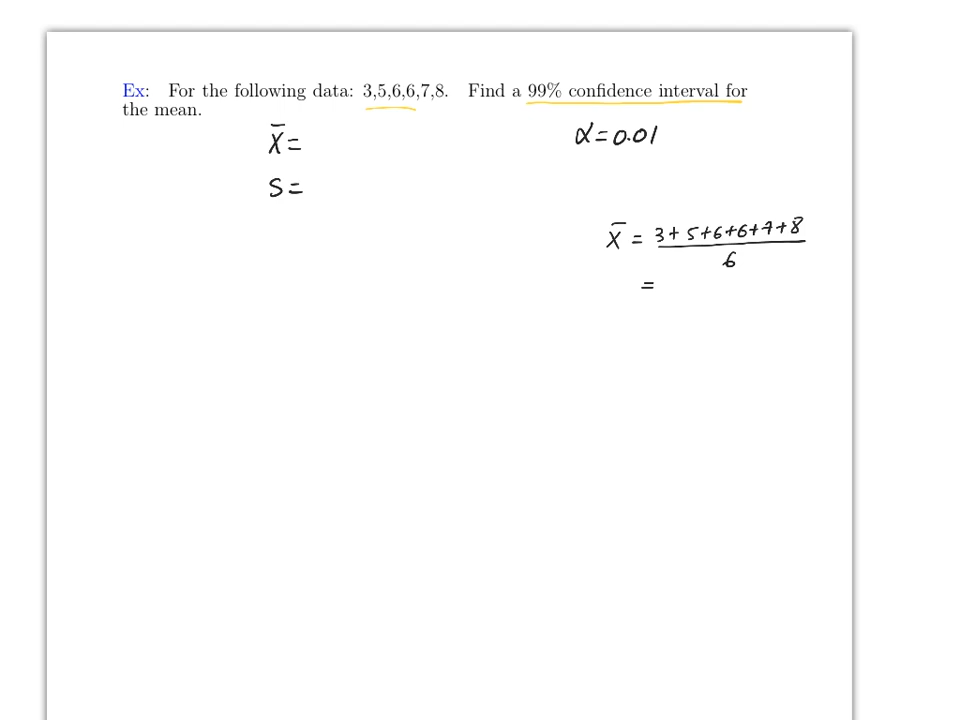 Ex: For the following data: 3,5,6,6,7,8. Find a 99% confidence interval for
the mean.
X̄ =
α = 0.01
S =
X̄ = 3 + 5 + 6 + 6 + 7 + 8
6
=